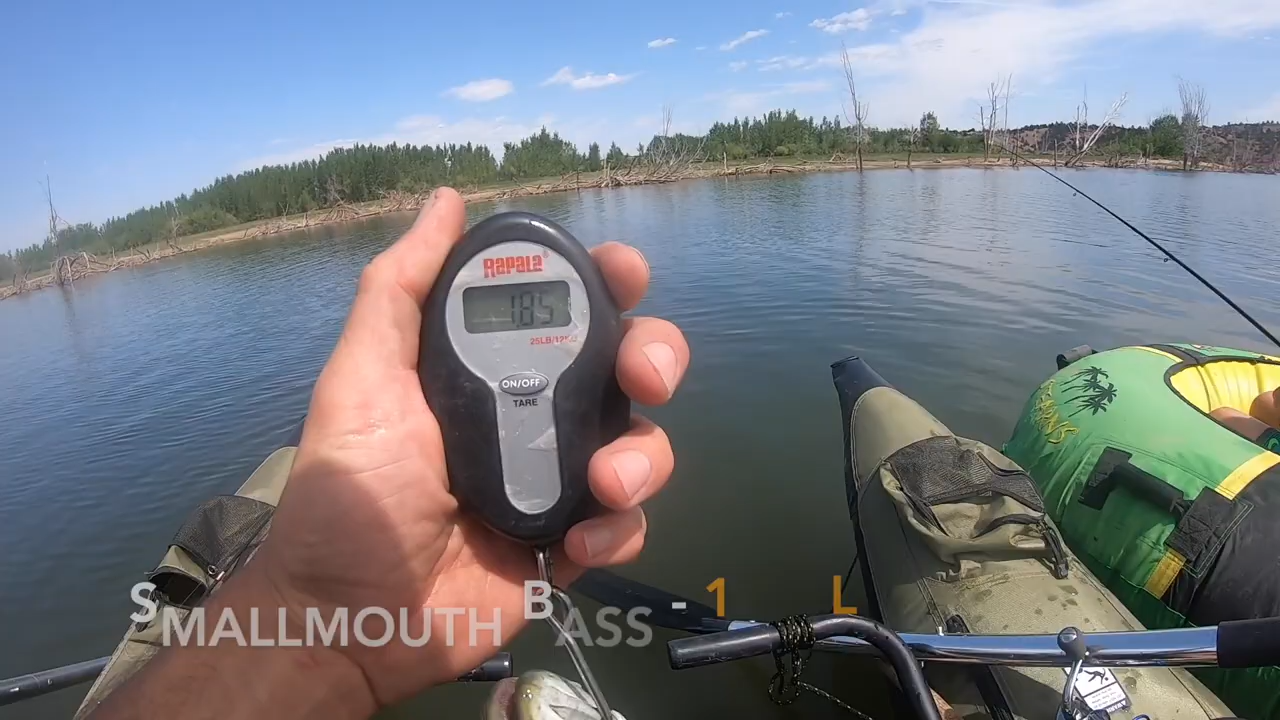 Rapala
1.85
25LB/12KG
ON/OFF
TARE
SMALLMOUTH BASS - 1 L